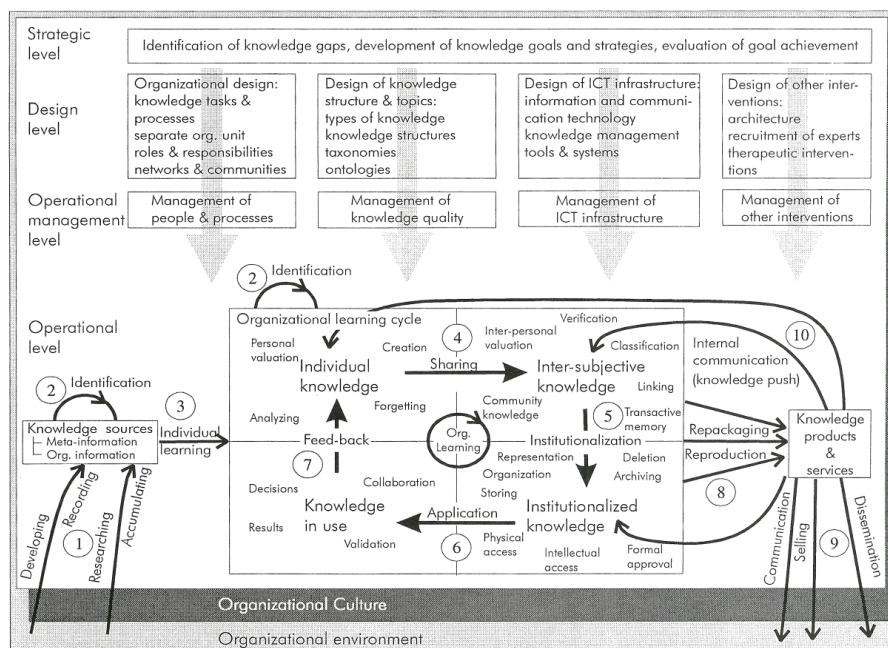 Strategic
level
Identification of knowledge gaps, development of knowledge goals and strategies, evaluation of goal achievement
Design
level
Organizational design:
knowledge tasks &
processes
separate org. unit
roles & responsibilities
networks & communities
Design of knowledge
structure & topics:
types of knowledge
knowledge structures
taxonomies
ontologies
Design of ICT infrastructure:
information and communi-
cation technology
knowledge management
tools & systems
Design of other inter-
ventions:
architecture
recruitment of experts
therapeutic interven-
tions
Operational
management
level
Management of
people & processes
Management of
knowledge quality
Management of
ICT infrastructure
Management of
other interventions
Operational
level
2
Identification
Organizational learning cycle
Personal
valuation
Creation
4
Sharing
Inter-personal
valuation
Verification
Classification
Individual
knowledge
Inter-subjective
knowledge
Linking
Internal
communication
(knowledge push)
10
2
Identification
3
Individual
learning
Knowledge sources
Meta-information
Org. information
Analyzing
Forgetting
Community
knowledge
5
Transactive
memory
Feed-back
Org.
Learning
Institutionalization
Repackaging
Reproduction
Knowledge
products
&
services
7
Collaboration
Representation
Organization
Storing
Deletion
Archiving
8
Decisions
Results
Knowledge
in use
Validation
Application
6
Institutionalized
knowledge
Physical
access
Intellectual
access
Formal
approval
Developing
Recording
1
Researching
Accumulating
Communication
Selling
9
Dissemination
Organizational Culture
Organizational environment